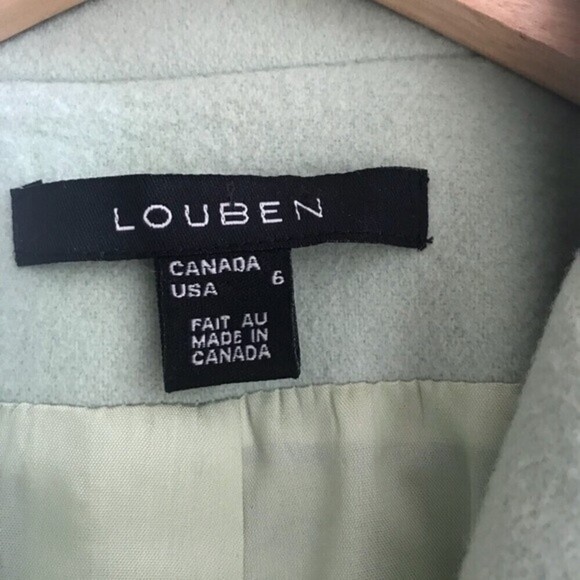 LOUBEN
CANADA 6
USA
FAIT AU
MADE IN
CANADA